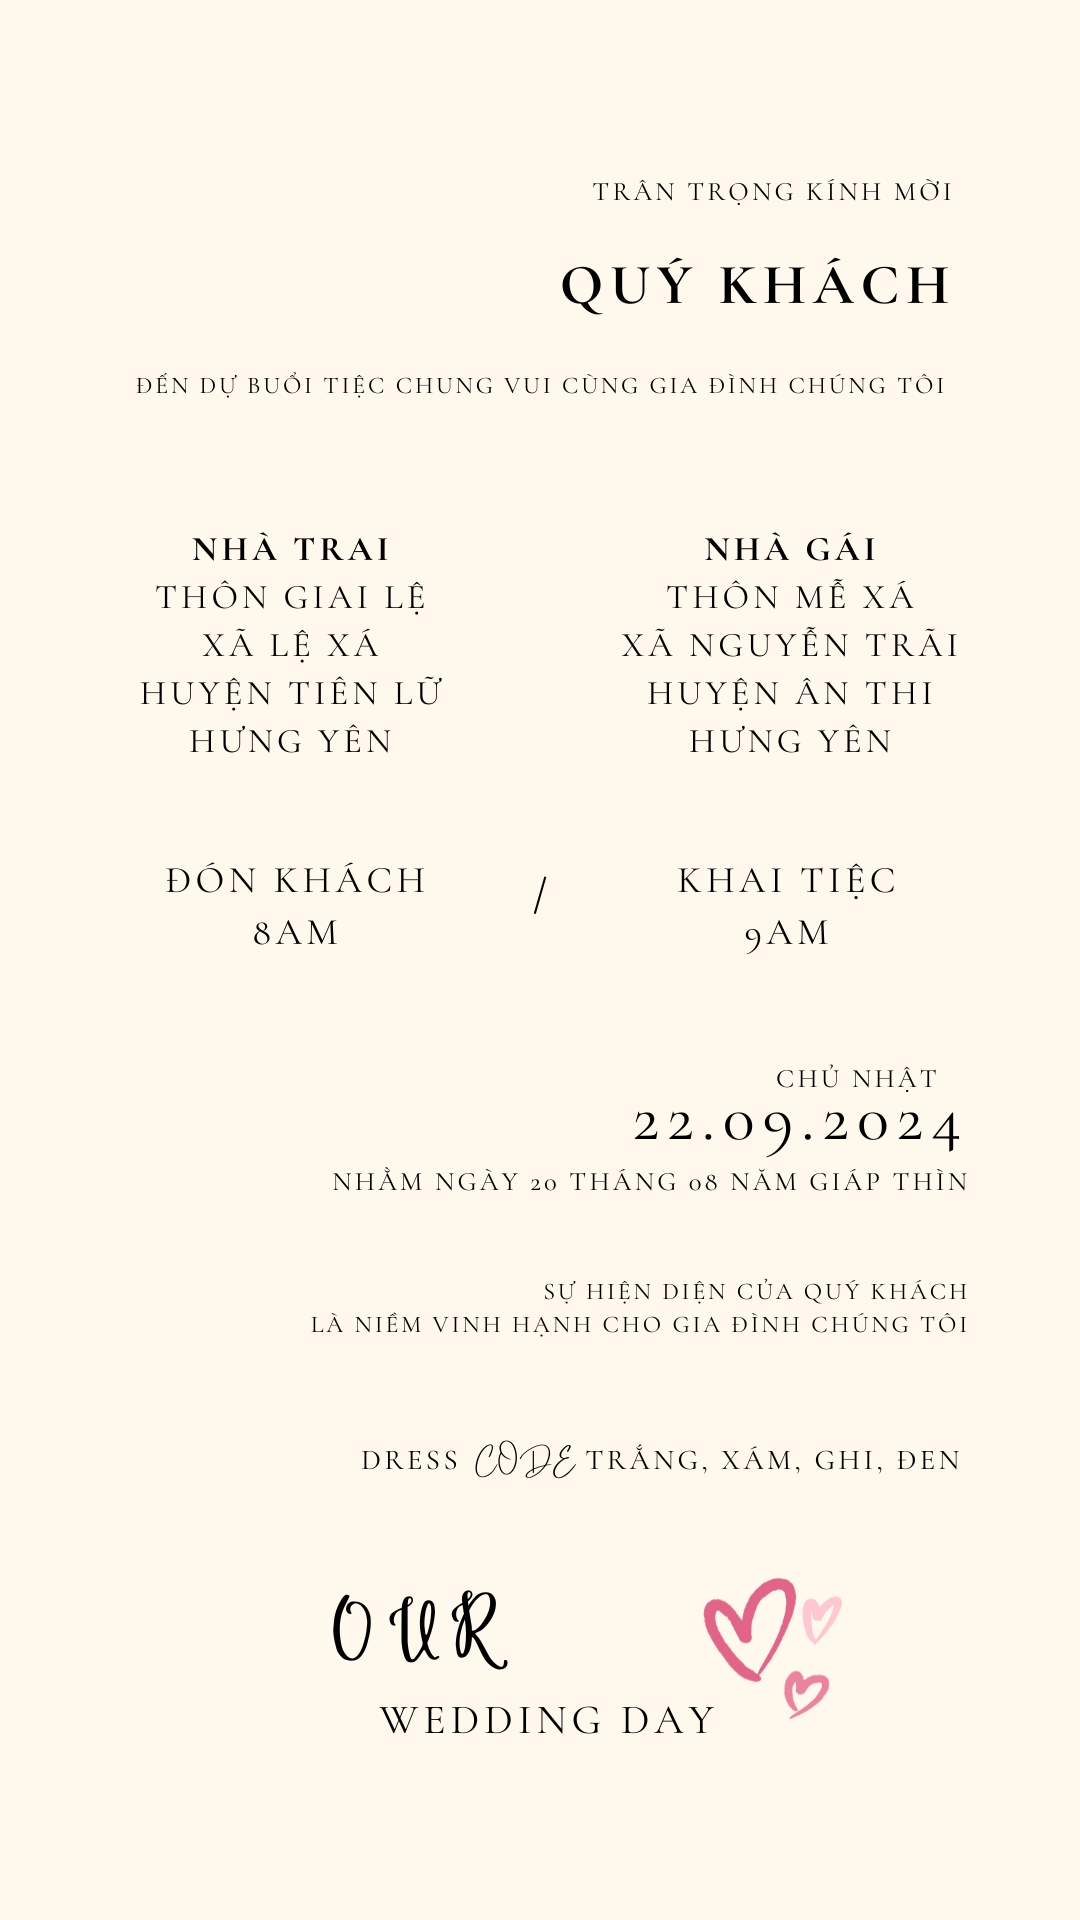 TRÂN TRỌNG KÍNH MỜI
QUÝ KHÁCH
ĐẾN DỰ BUỔI TIỆC CHUNG VUI CÙNG GIA ĐÌNH CHÚNG TÔI
NHÀ TRAI
THÔN GIAI LỆ
XÃ LỆ XÁ
HUYỆN TIÊN LỮ
HƯNG YÊN
NHÀ GÁI
THÔN MỄ XÁ
XÃ NGUYỄN TRÃI
HUYỆN ÂN THI
HƯNG YÊN
ĐÓN KHÁCH
8AM
/
KHAI TIỆC
9AM
CHỦ NHẬT
22.09.2024
NHẰM NGÀY 20 THÁNG 08 NĂM GIÁP THÌN
SỰ HIỆN DIỆN CỦA QUÝ KHÁCH
LÀ NIỀM VINH HẠNH CHO GIA ĐÌNH CHÚNG TÔI
DRESS CODE TRẮNG, XÁM, GHI, ĐEN
OUR
WEDDING DAY